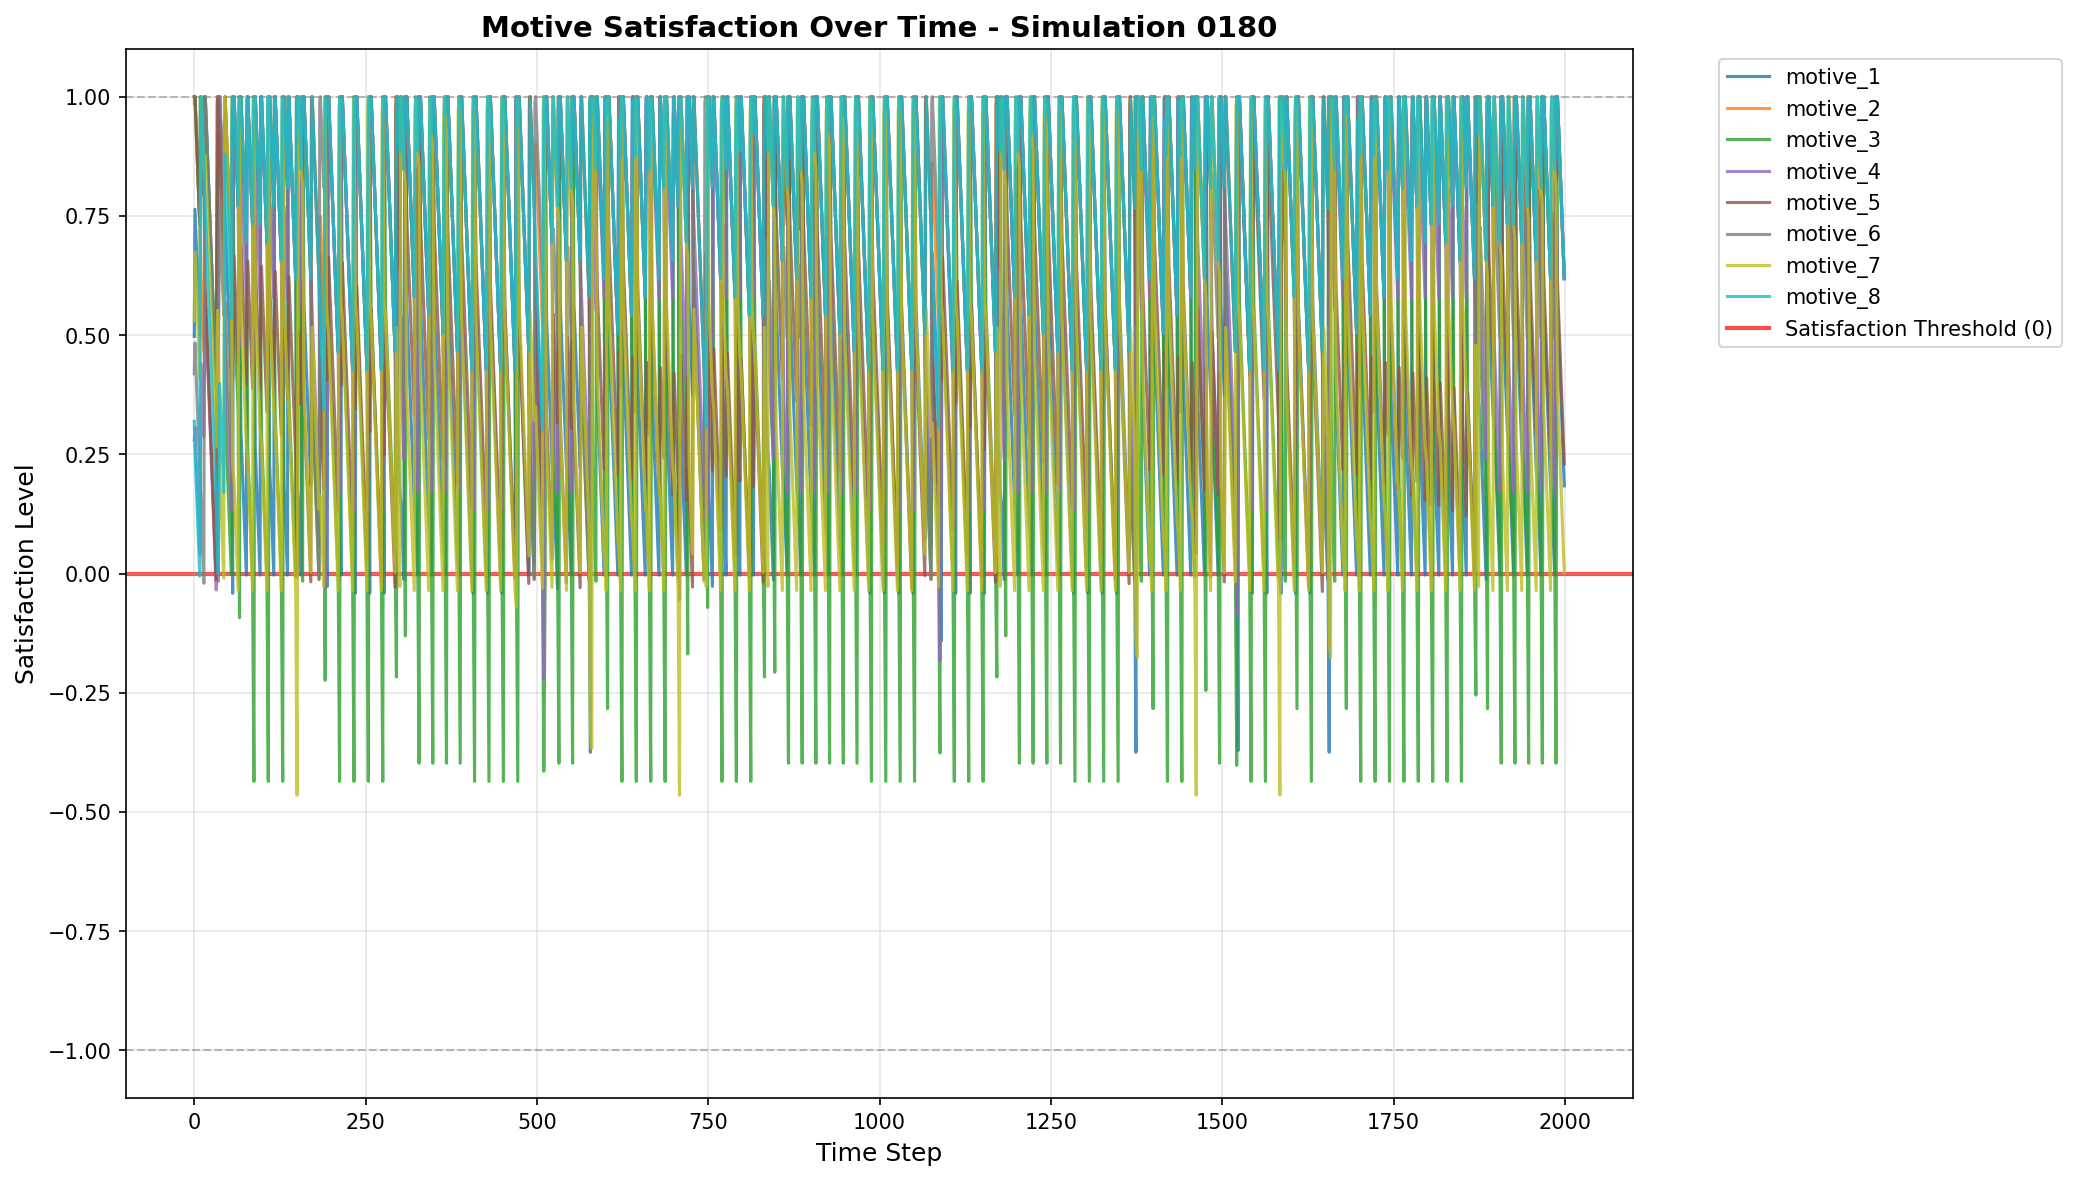 Motive Satisfaction Over Time - Simulation 0180
1.00
0.75
0.50
0.25
0.00
−0.25
−0.50
−0.75
−1.00
Satisfaction Level
0
250
500
750
1000
1250
1500
1750
2000
Time Step
motive_1
motive_2
motive_3
motive_4
motive_5
motive_6
motive_7
motive_8
Satisfaction Threshold (0)